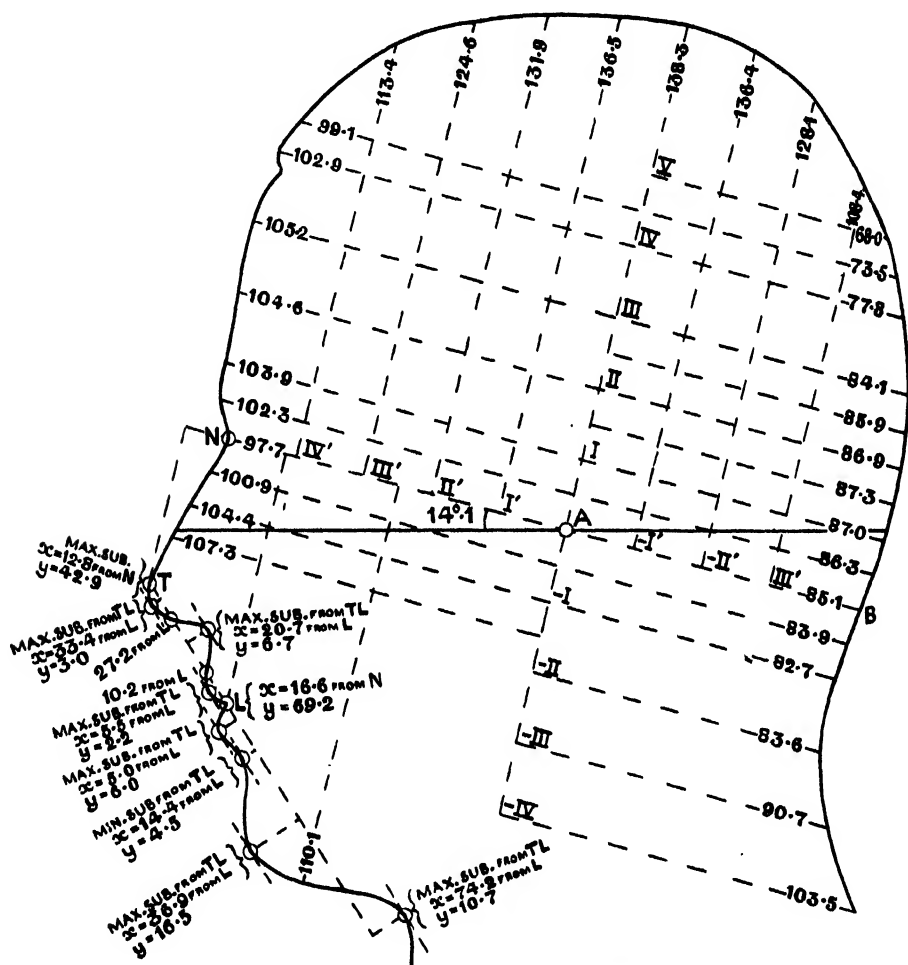 113·4
124·6
131·9
136·5
138·3
136·4
128·1
108·4
99·1
102·9
105·2
104·6
103·9
102·3
97·7
100·9
104·4
107·3
V
IV
III
II
I
68·0
73·5
77·8
84·1
85·9
86·9
87·3
87·0
86·3
85·1
83·9
82·7
83·6
90·7
103·5
N
IV'
III'
II'
I'
14°·1
A
-I'
-II'
III'
B
-I
-II
-III
-IV
MAX. SUB.
x=12·8 FROM N
y=42·9
T
MAX. SUB. FROM TL
x=33·4 FROM L
y=3·0
27·2 FROM L
MAX. SUB. FROM TL
x=20·7 FROM L
y=6·7
10·2 FROM L
L
x=16·6 FROM N
y=69·2
MAX. SUB. FROM TL
x=5·5 FROM L
y=2·2
MAX. SUB. FROM TL
x=5·0 FROM L
y=6·0
MIN. SUB FROM TL
x=14·4 FROM L
y=4·5
MAX. SUB. FROM TL
x=36·9 FROM L
y=16·5
110·1
MAX. SUB. FROM TL
x=74·2 FROM L
y=10·7